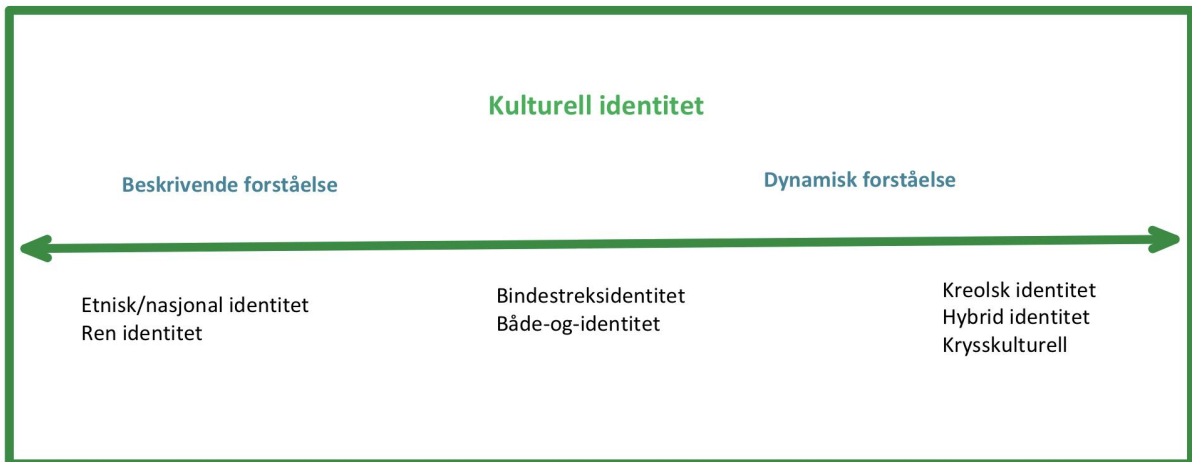 Kulturell identitet
Beskrivende forståelse
Dynamisk forståelse
Etnisk/nasjonal identitet
Ren identitet
Bindestreksidentitet
Både-og-identitet
Kreolsk identitet
Hybrid identitet
Krysskulturell